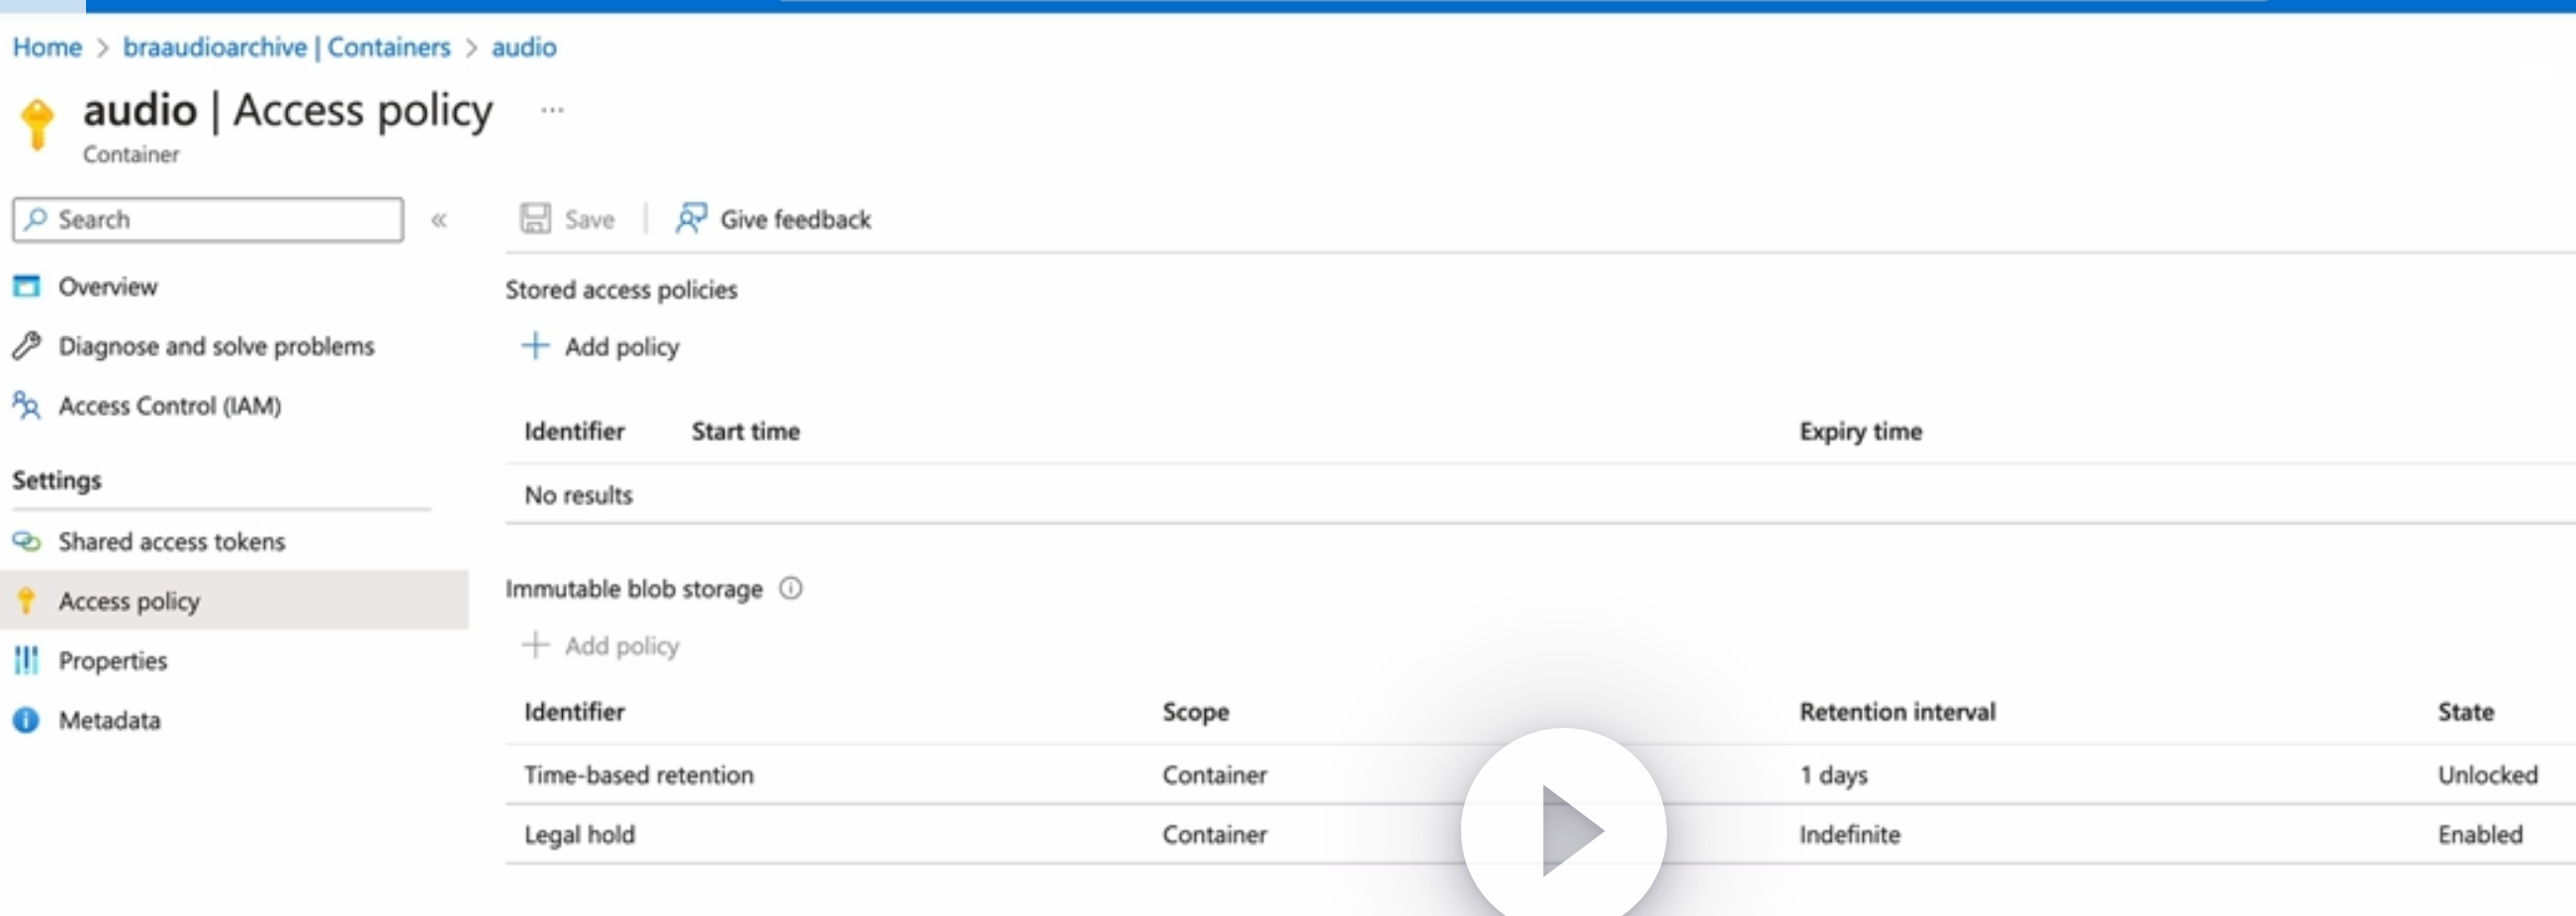 Home > braaudioarchive | Containers > audio
audio | Access policy ...
Container
Search «
Overview
Diagnose and solve problems
Access Control (IAM)
Settings
Shared access tokens
Access policy
Properties
Metadata
Save | Give feedback
Stored access policies
+ Add policy
Identifier Start time Expiry time
No results
Immutable blob storage
+ Add policy
Identifier Scope Retention interval State
Time-based retention Container 1 days Unlocked
Legal hold Container Indefinite Enabled